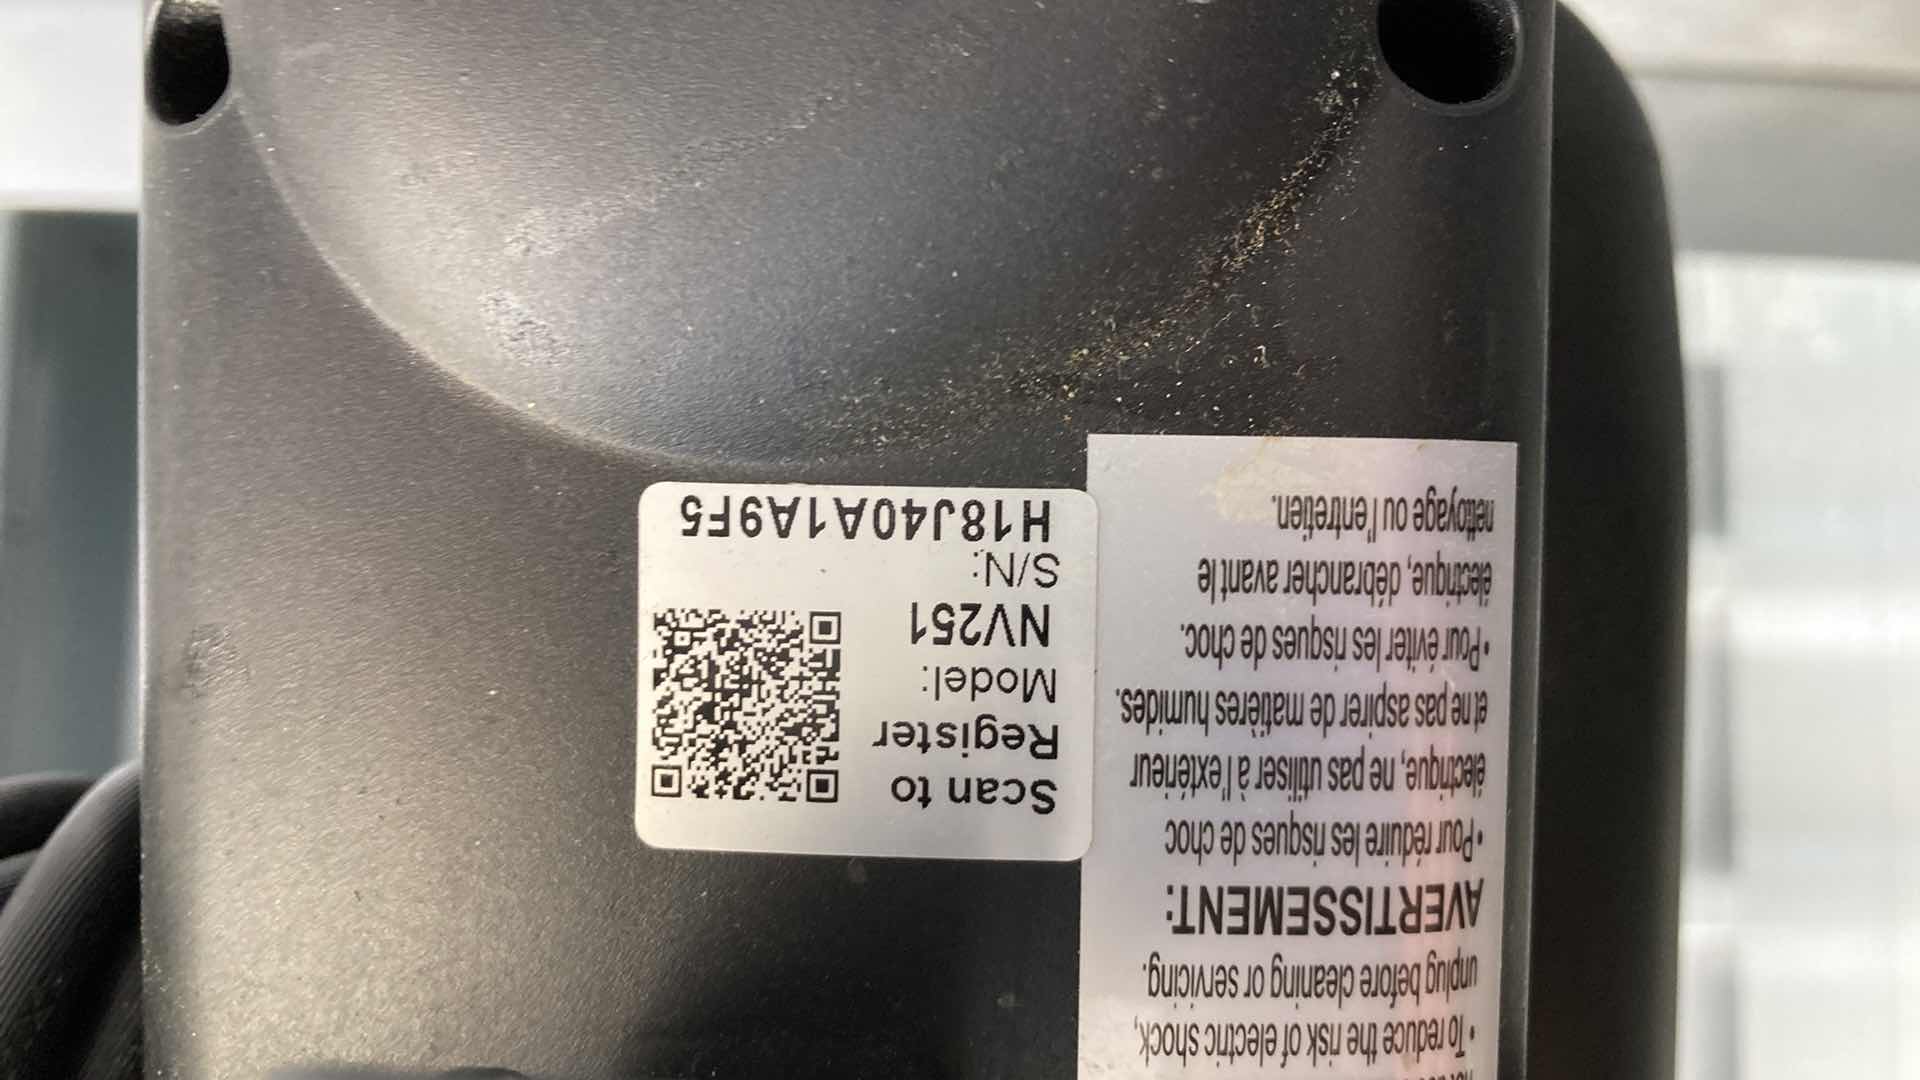 Scan to
Register
Model:
NV251
S/N:
H18J40A1A9F5
• To reduce the risk of electric shock,
unplug before cleaning or servicing.
AVERTISSEMENT:
• Pour réduire les risques de choc
électrique, ne pas utiliser à l'extérieur
et ne pas aspirer de matières humides.
• Pour éviter les risques de choc.
électrique, débrancher avant le
nettoyage ou l'entretien.